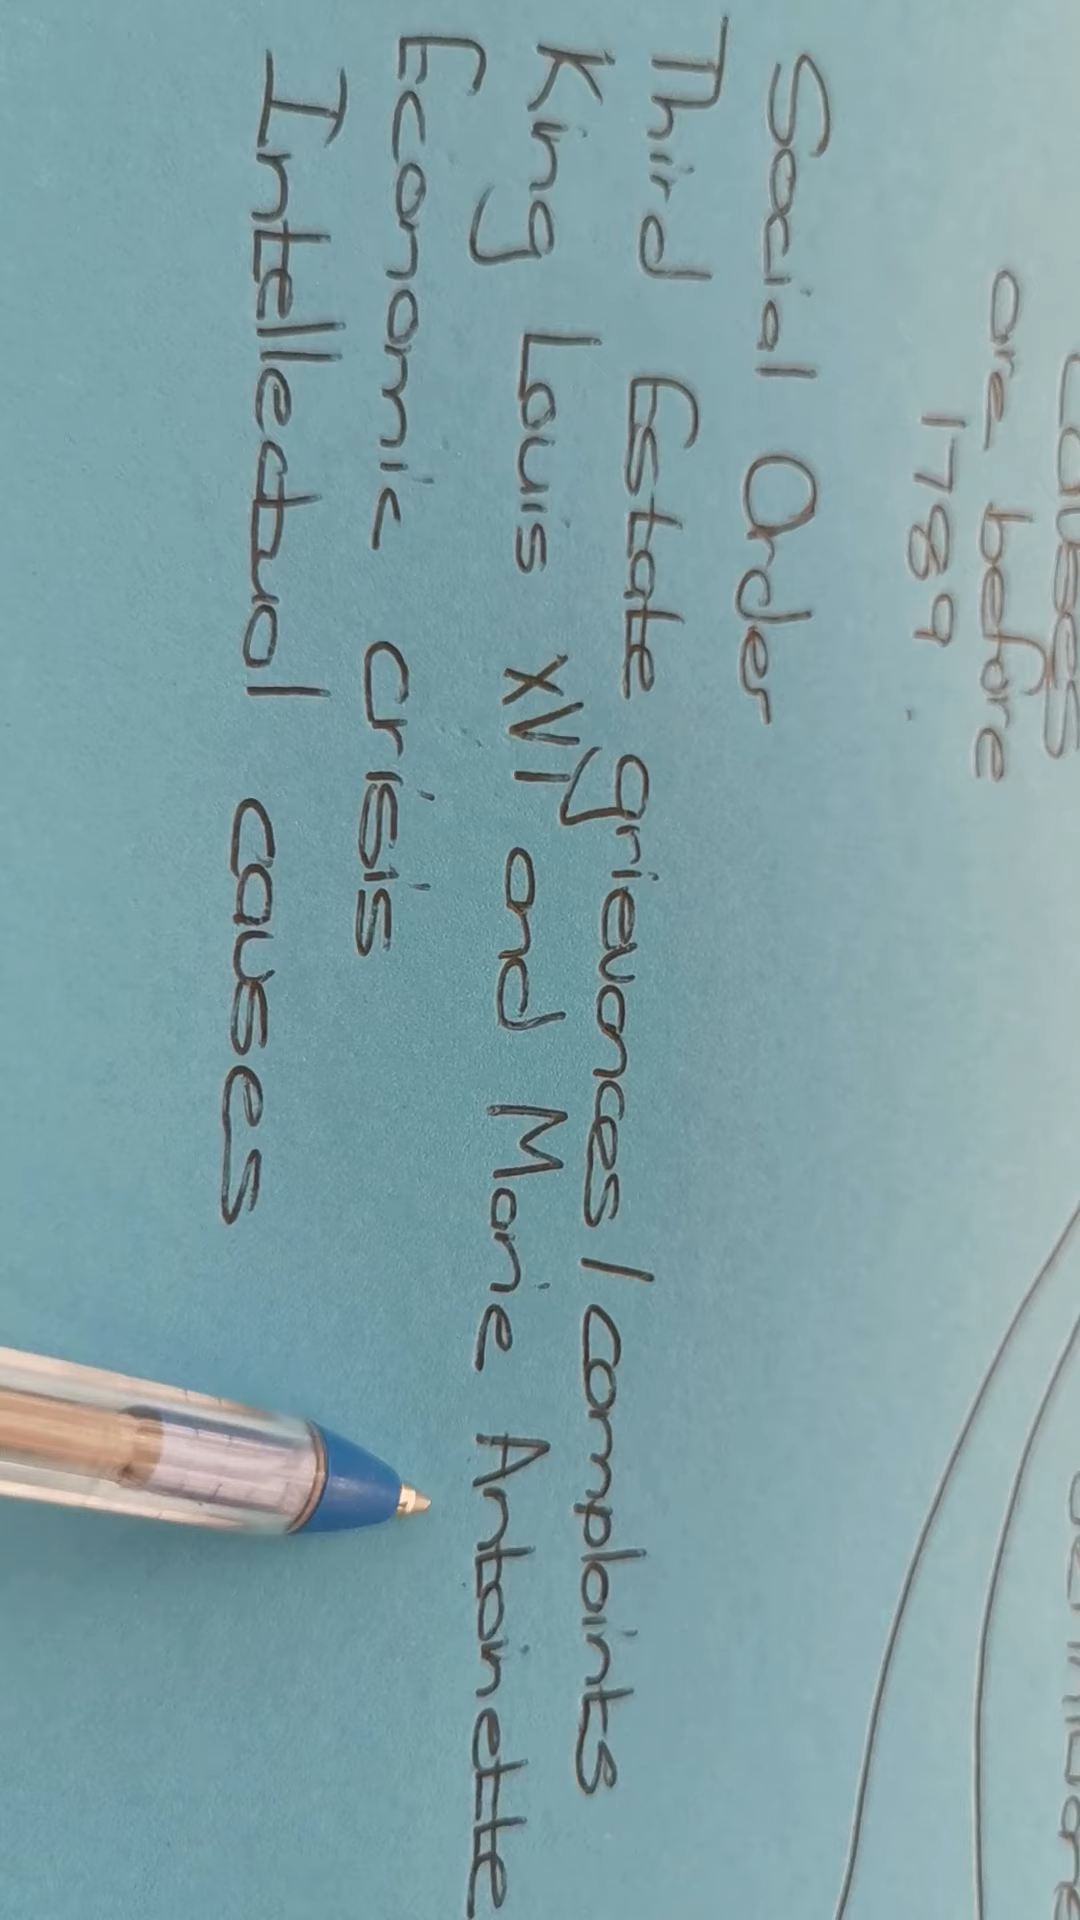 causes
are before
1789
Social Order
Third Estate grievances / complaints
King Louis XVI and Marie Antoinette
Economic crisis
Intellectual causes